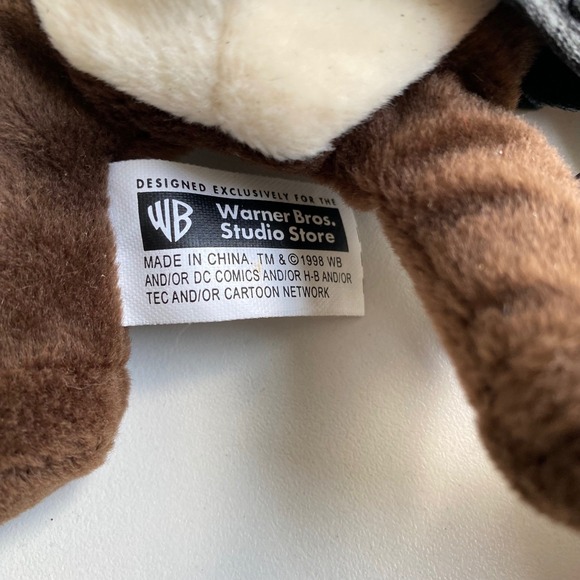 DESIGNED EXCLUSIVELY FOR THE
WB Warner Bros.
Studio Store
MADE IN CHINA. TM & ©1998 WB
AND/OR DC COMICS AND/OR H-B AND/OR
TEC AND/OR CARTOON NETWORK